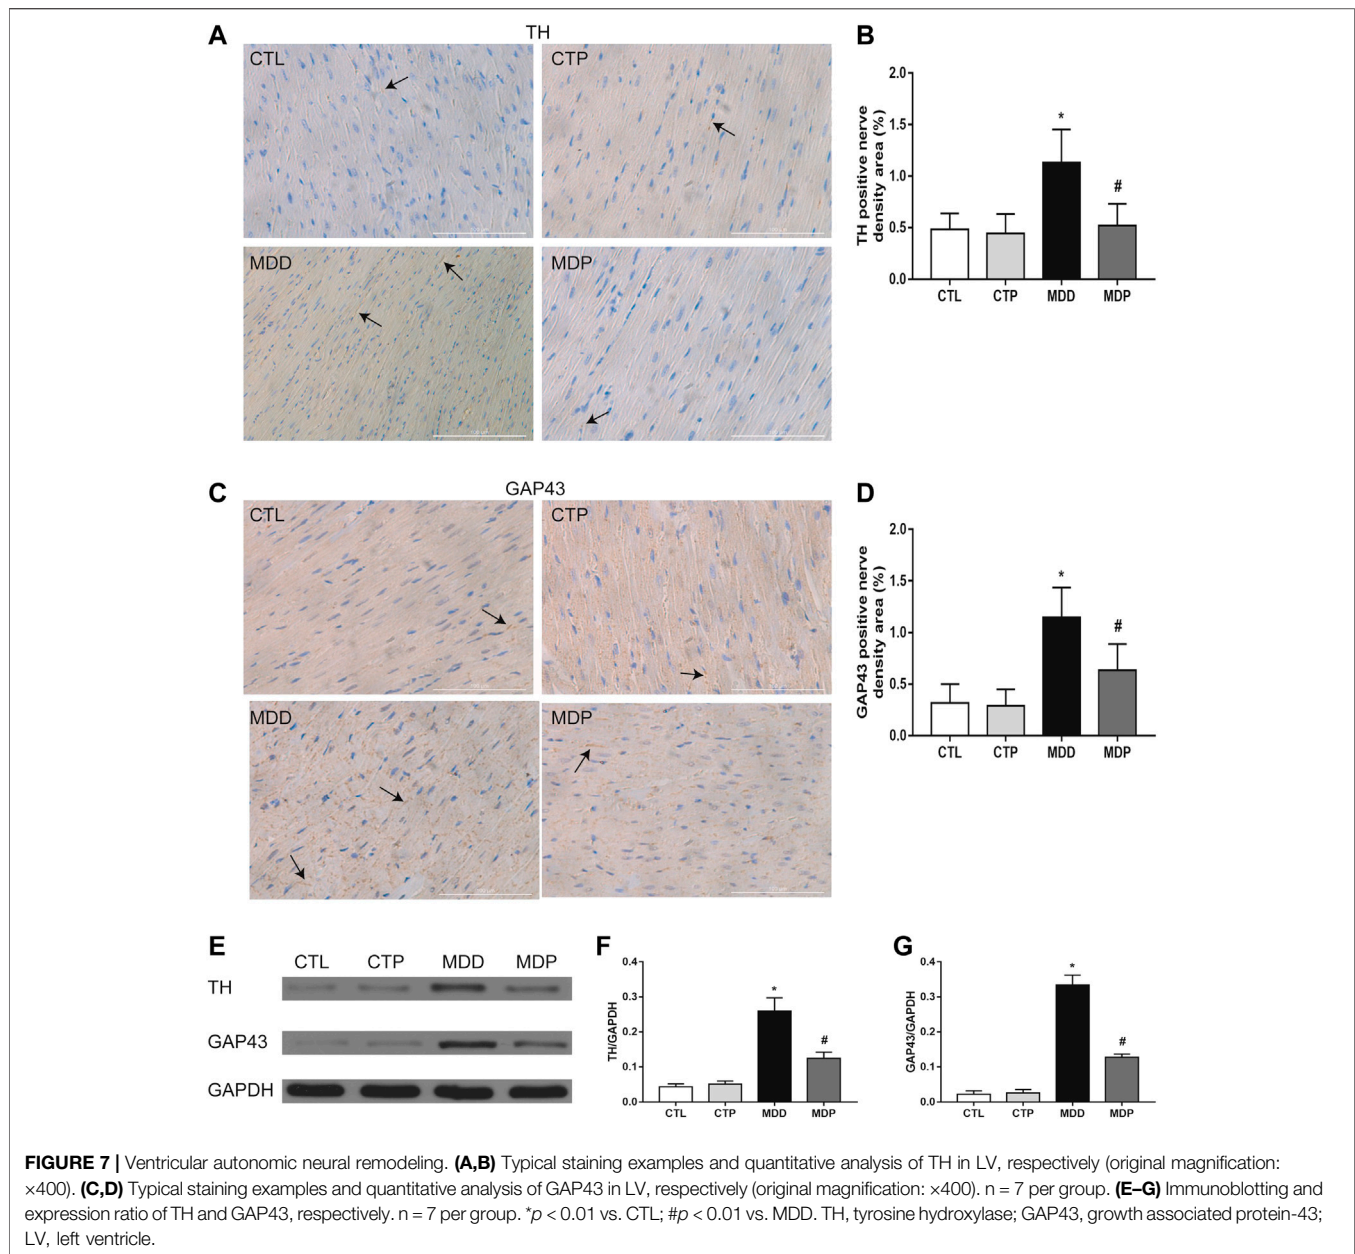 A
TH
CTL
CTP
MDD
MDP
B
TH positive nerve
density area (%)
2.0
1.5
1.0
0.5
0.0
*
#
CTL CTP MDD MDP
C
GAP43
CTL
CTP
MDD
MDP
D
GAP43 positive nerve
density area (%)
2.0
1.5
1.0
0.5
0.0
*
#
CTL CTP MDD MDP
E
CTL CTP MDD MDP
TH
GAP43
GAPDH
F
TH/GAPDH
0.4
0.3
0.2
0.1
0.0
*
#
CTL CTP MDD MDP
G
GAP43/GAPDH
0.4
0.3
0.2
0.1
0.0
*
#
CTL CTP MDD MDP
FIGURE 7 | Ventricular autonomic neural remodeling. (A,B) Typical staining examples and quantitative analysis of TH in LV, respectively (original magnification:
×400). (C,D) Typical staining examples and quantitative analysis of GAP43 in LV, respectively (original magnification: ×400). n = 7 per group. (E–G) Immunoblotting and
expression ratio of TH and GAP43, respectively. n = 7 per group. *p < 0.01 vs. CTL; #p < 0.01 vs. MDD. TH, tyrosine hydroxylase; GAP43, growth associated protein-43;
LV, left ventricle.